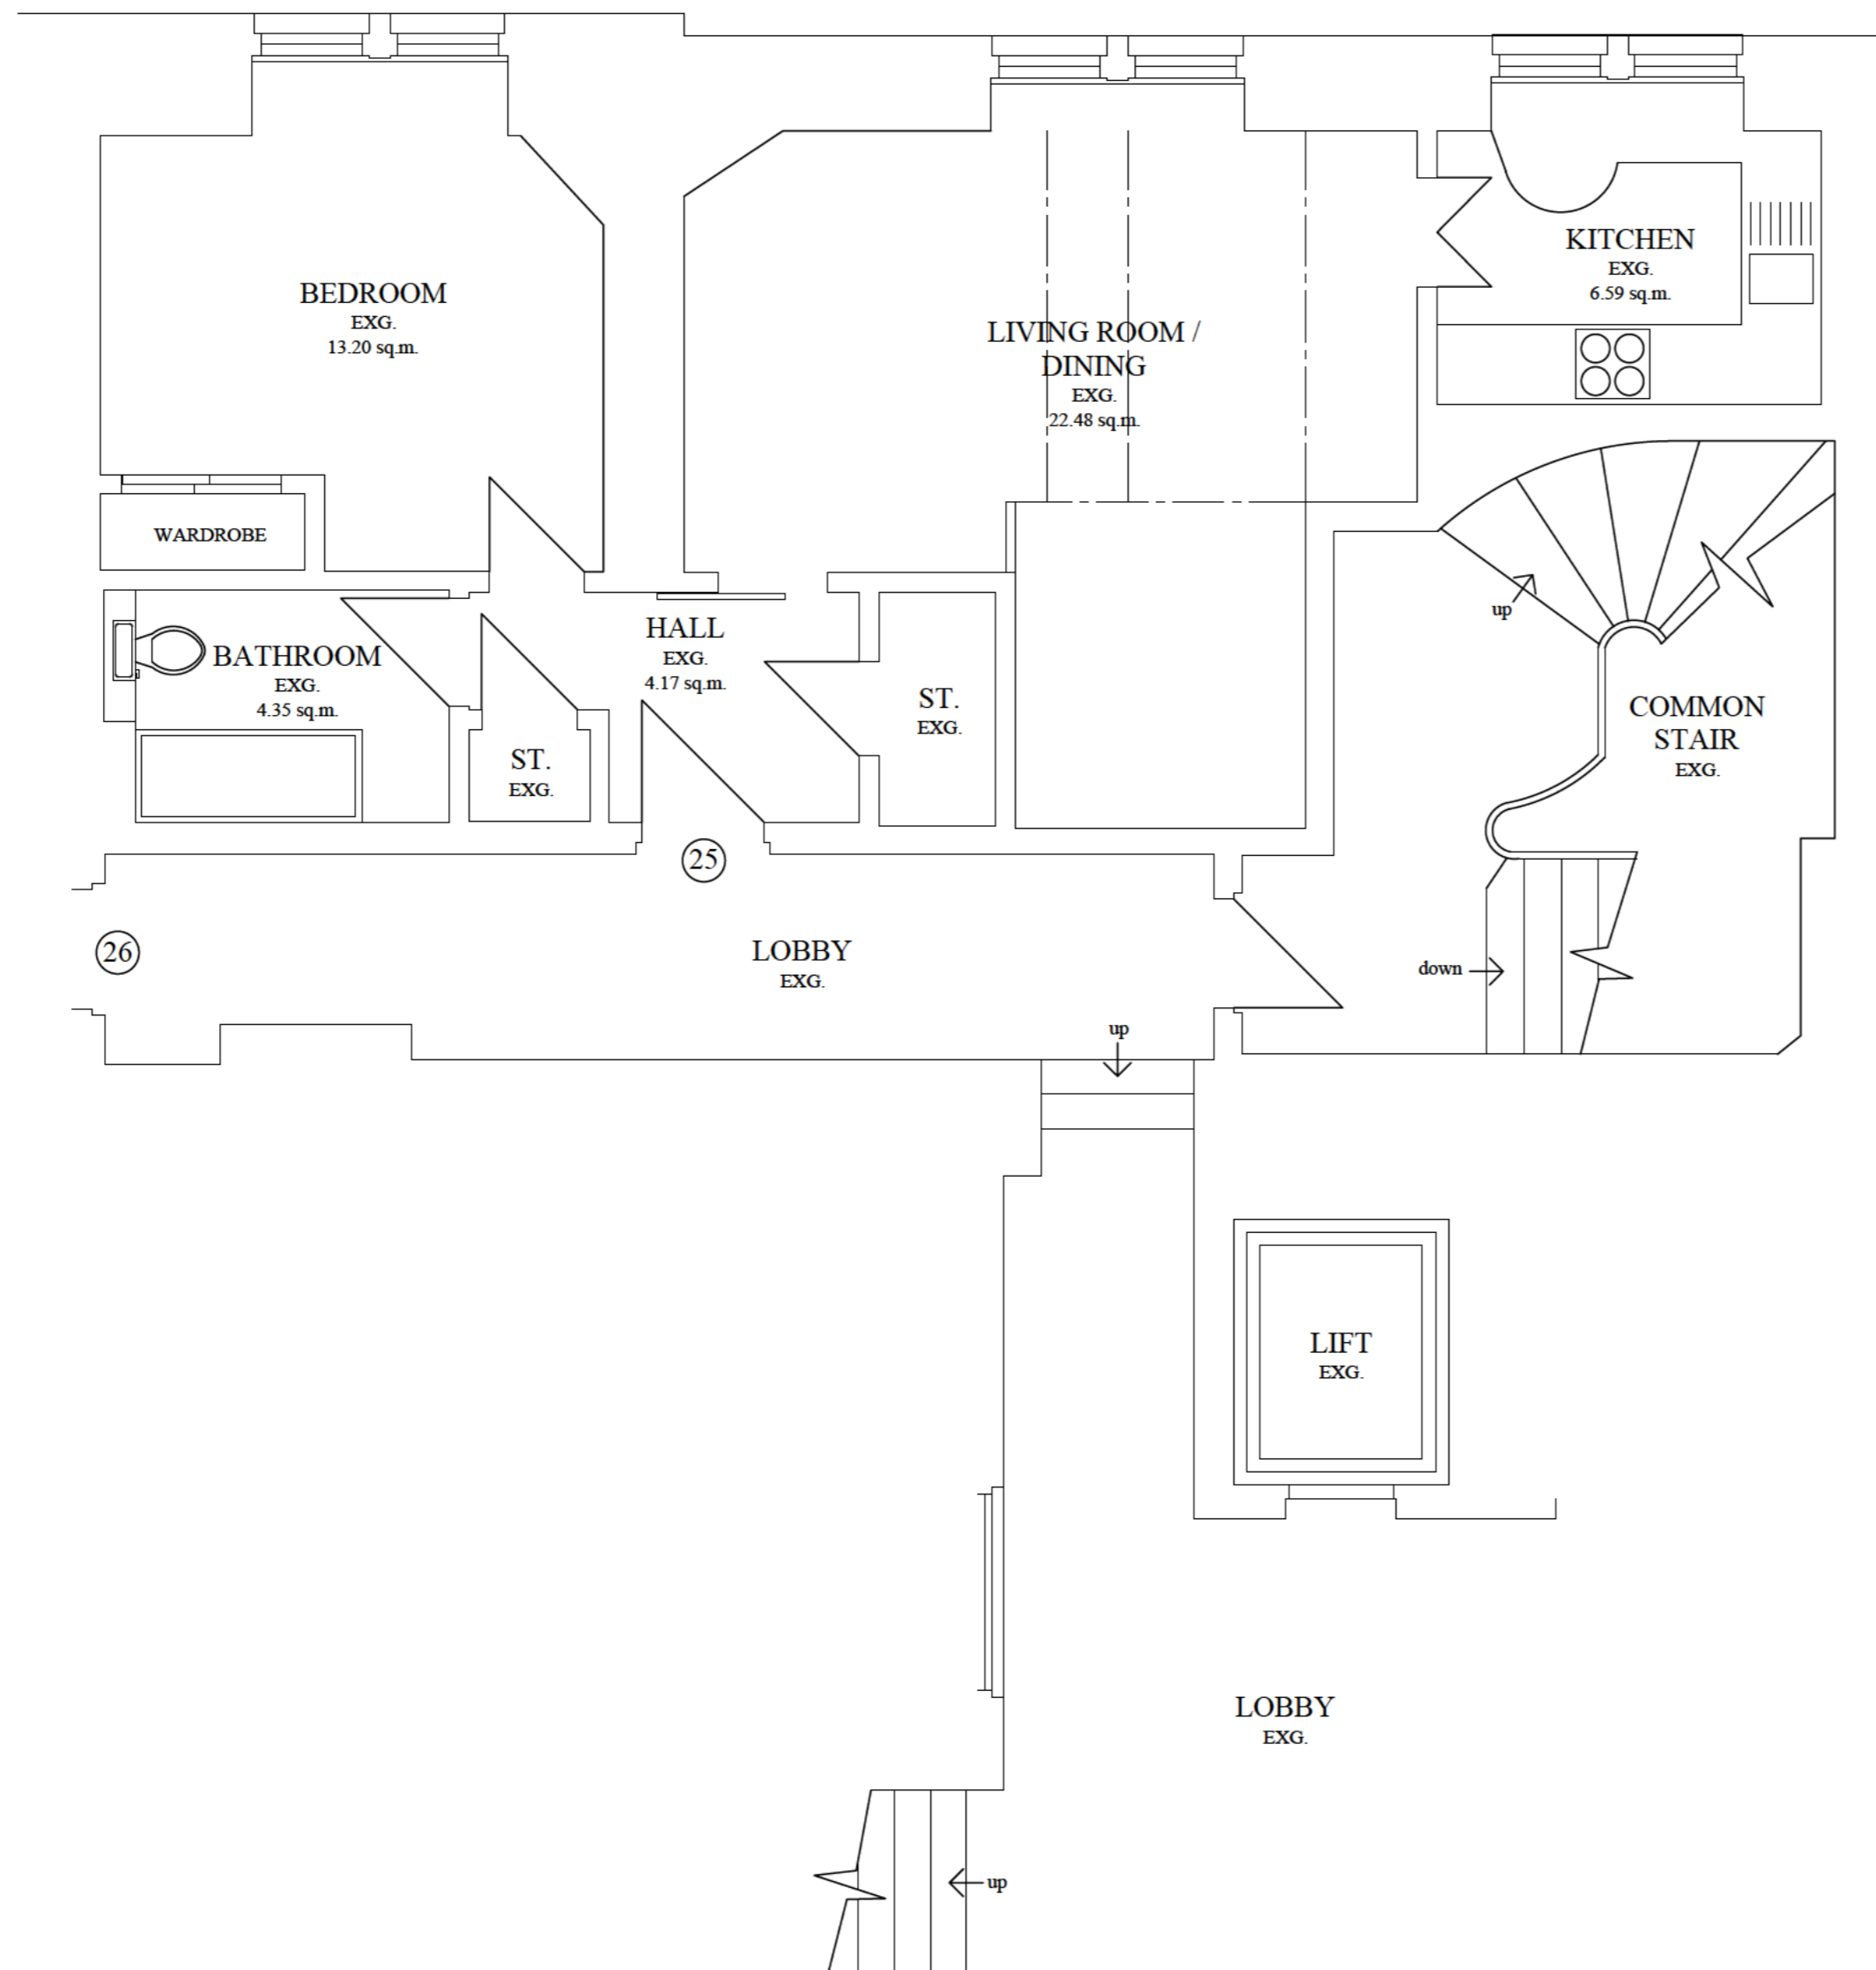 KITCHEN
EXG.
6.59 sq.m.
BEDROOM
EXG.
13.20 sq.m.
LIVING ROOM /
DINING
EXG.
22.48 sq.m.
WARDROBE
up
HALL
EXG.
4.17 sq.m.
BATHROOM
EXG.
4.35 sq.m.
ST.
EXG.
COMMON
STAIR
EXG.
ST.
EXG.
25
26
LOBBY
EXG.
down
up
LIFT
EXG.
LOBBY
EXG.
up